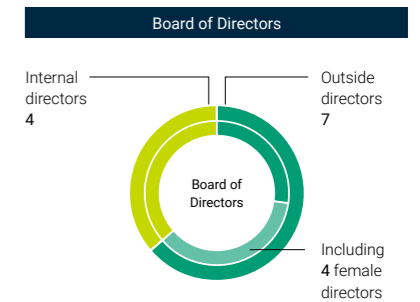 Board of Directors
Internal
directors
4
Outside
directors
7
Board of
Directors
Including
4 female
directors